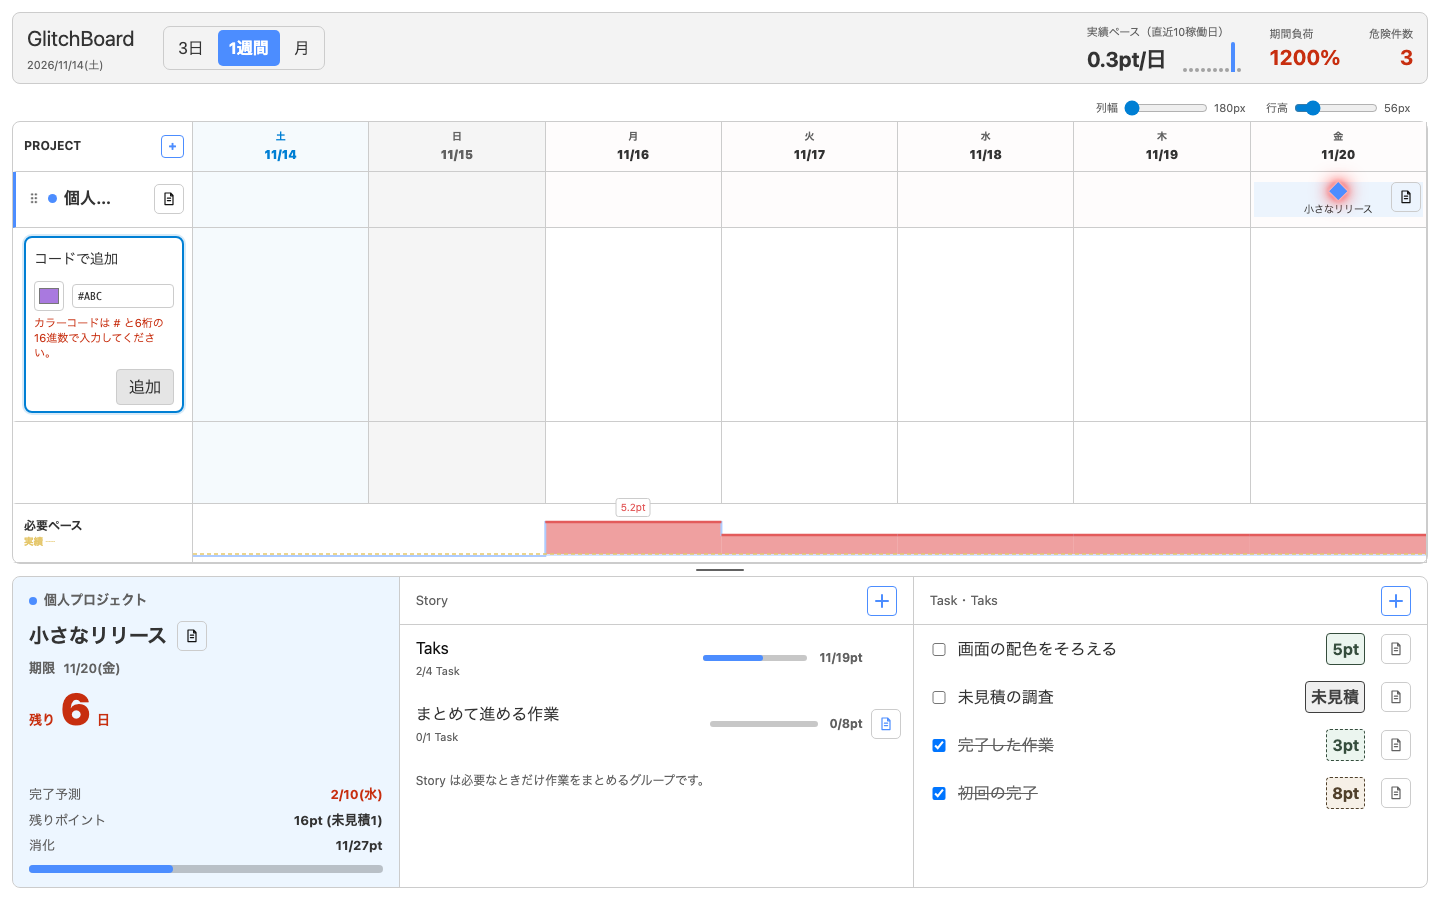 GlitchBoard
2026/11/14(土)
3日
1週間
月
実績ペース（直近10稼働日）
0.3pt/日
期間負荷
1200%
危険件数
3
列幅
180px
行高
56px
PROJECT
+
土
11/14
日
11/15
月
11/16
火
11/17
水
11/18
木
11/19
金
11/20
個人...
小さなリリース
コードで追加
#ABC
カラーコードは # と6桁の
16進数で入力してくださ
い。
追加
必要ペース
実績 —
5.2pt
個人プロジェクト
小さなリリース
期限 11/20(金)
残り 6 日
完了予測 2/10(水)
残りポイント 16pt (未見積1)
消化 11/27pt
Story
+
Taks
2/4 Task
11/19pt
まとめて進める作業
0/1 Task
0/8pt
Story は必要なときだけ作業をまとめるグループです。
Task・Taks
+
画面の配色をそろえる 5pt
未見積の調査 未見積
完了した作業 3pt
初回の完了 8pt